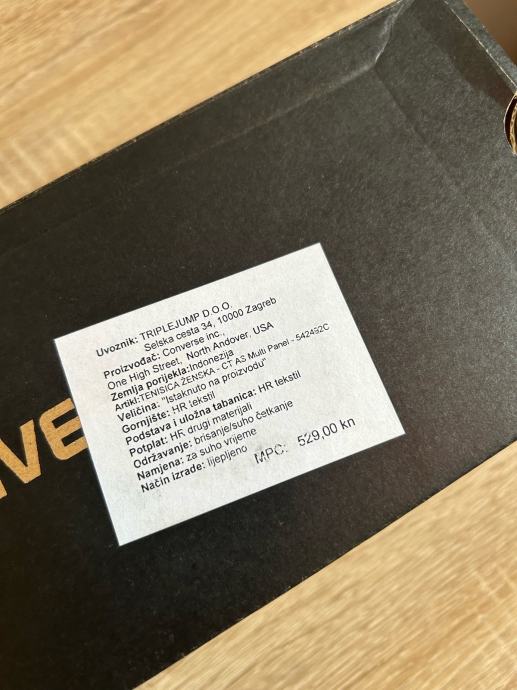 Uvoznik: TRIPLEJUMP D.O.O.
Selska cesta 34, 10000 Zagreb
Proizvođač: Converse inc.,
One High Street, North Andover, USA
Zemlja porijekla:Indonezija
Artikl:TENISICA ŽENSKA - CT AS Multi Panel - 542492C
Veličina: "Istaknuto na proizvodu"
Gornjište: HR tekstil
Podstava i uložna tabanica: HR tekstil
Potplat: HR drugi materijali
Održavanje: brisanje/suho četkanje
Namjena: za suho vrijeme
Način izrade: lijepljeno
MPC: 529,00 kn